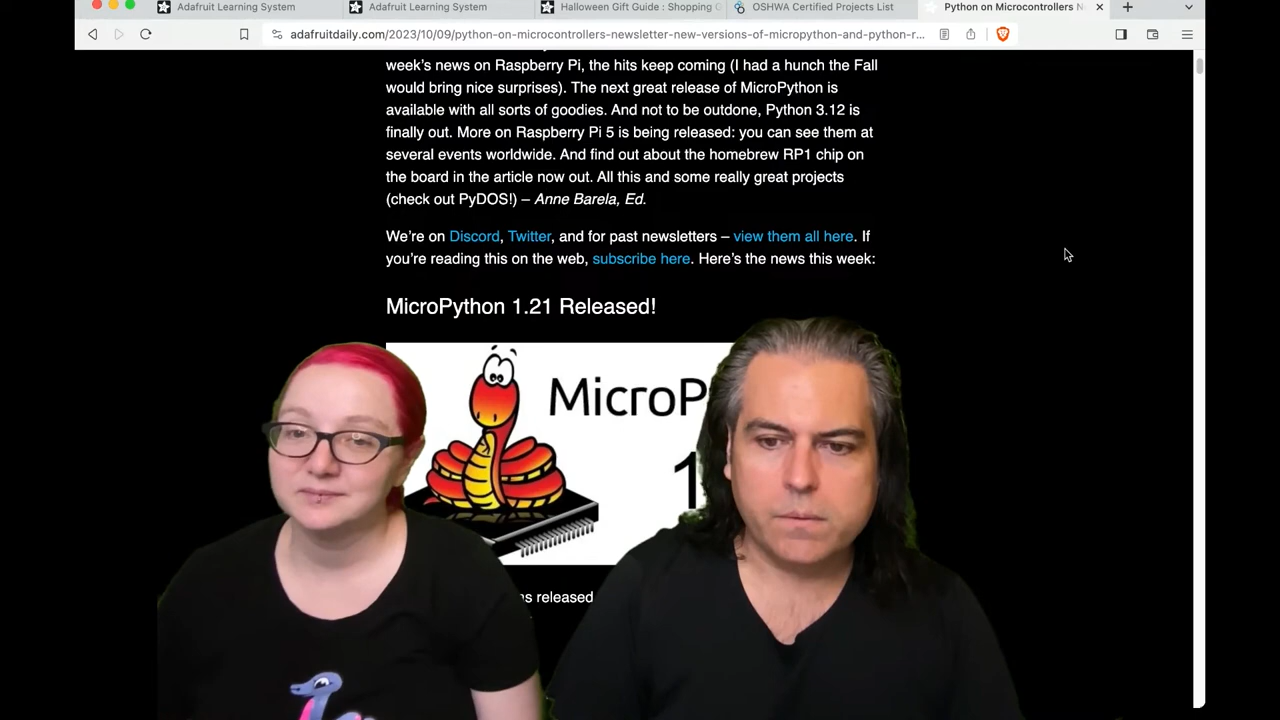 Adafruit Learning System
Adafruit Learning System
Halloween Gift Guide : Shopping
OSHWA Certified Projects List
Python on Microcontrollers N
adafruitdaily.com/2023/10/09/python-on-microcontrollers-newsletter-new-versions-of-micropython-and-python-r...
week's news on Raspberry Pi, the hits keep coming (I had a hunch the Fall
would bring nice surprises). The next great release of MicroPython is
available with all sorts of goodies. And not to be outdone, Python 3.12 is
finally out. More on Raspberry Pi 5 is being released: you can see them at
several events worldwide. And find out about the homebrew RP1 chip on
the board in the article now out. All this and some really great projects
(check out PyDOS!) – Anne Barela, Ed.
We're on Discord, Twitter, and for past newsletters – view them all here. If
you're reading this on the web, subscribe here. Here's the news this week:
MicroPython 1.21 Released!
MicroP
1
as released